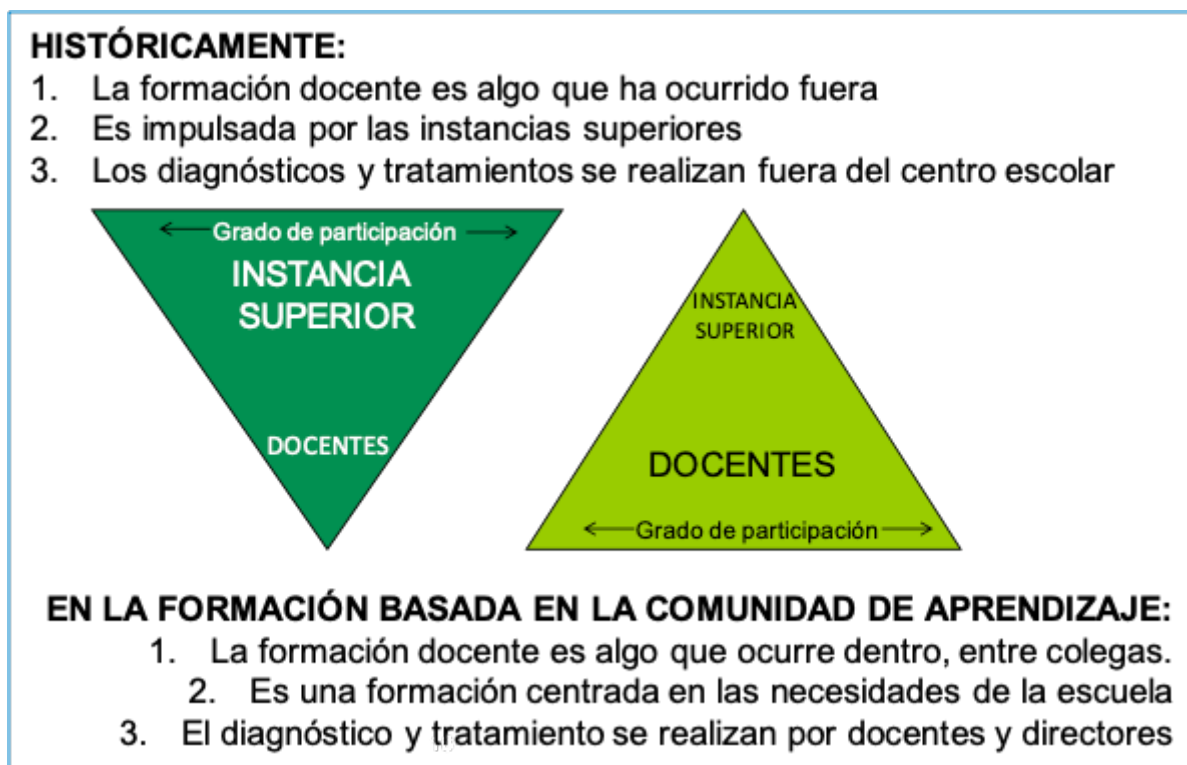 HISTÓRICAMENTE:
1. La formación docente es algo que ha ocurrido fuera
2. Es impulsada por las instancias superiores
3. Los diagnósticos y tratamientos se realizan fuera del centro escolar
Grado de participación
INSTANCIA
SUPERIOR
DOCENTES
INSTANCIA
SUPERIOR
DOCENTES
Grado de participación
EN LA FORMACIÓN BASADA EN LA COMUNIDAD DE APRENDIZAJE:
1. La formación docente es algo que ocurre dentro, entre colegas.
2. Es una formación centrada en las necesidades de la escuela
3. El diagnóstico y tratamiento se realizan por docentes y directores